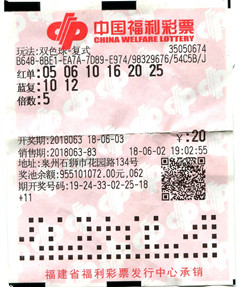 中国福利彩票
CHINA WELFARE LOTTERY
玩法:双色球·复式 35050674
B648-8BE1-EA7A-7D89-E974/98329676/54C5B/J
红单:05 06 10 16 20 25
蓝复:10 12
倍数:5
开奖期:2018063 18-06-03 ¥:20
销售期:2018063-83 18-06-02 19:02:55
地址:泉州石狮市花园路134号
奖池余额:955101072.00元,062
期开奖号码:19-24-33-02-25-18
+11
福建省福利彩票发行中心承销